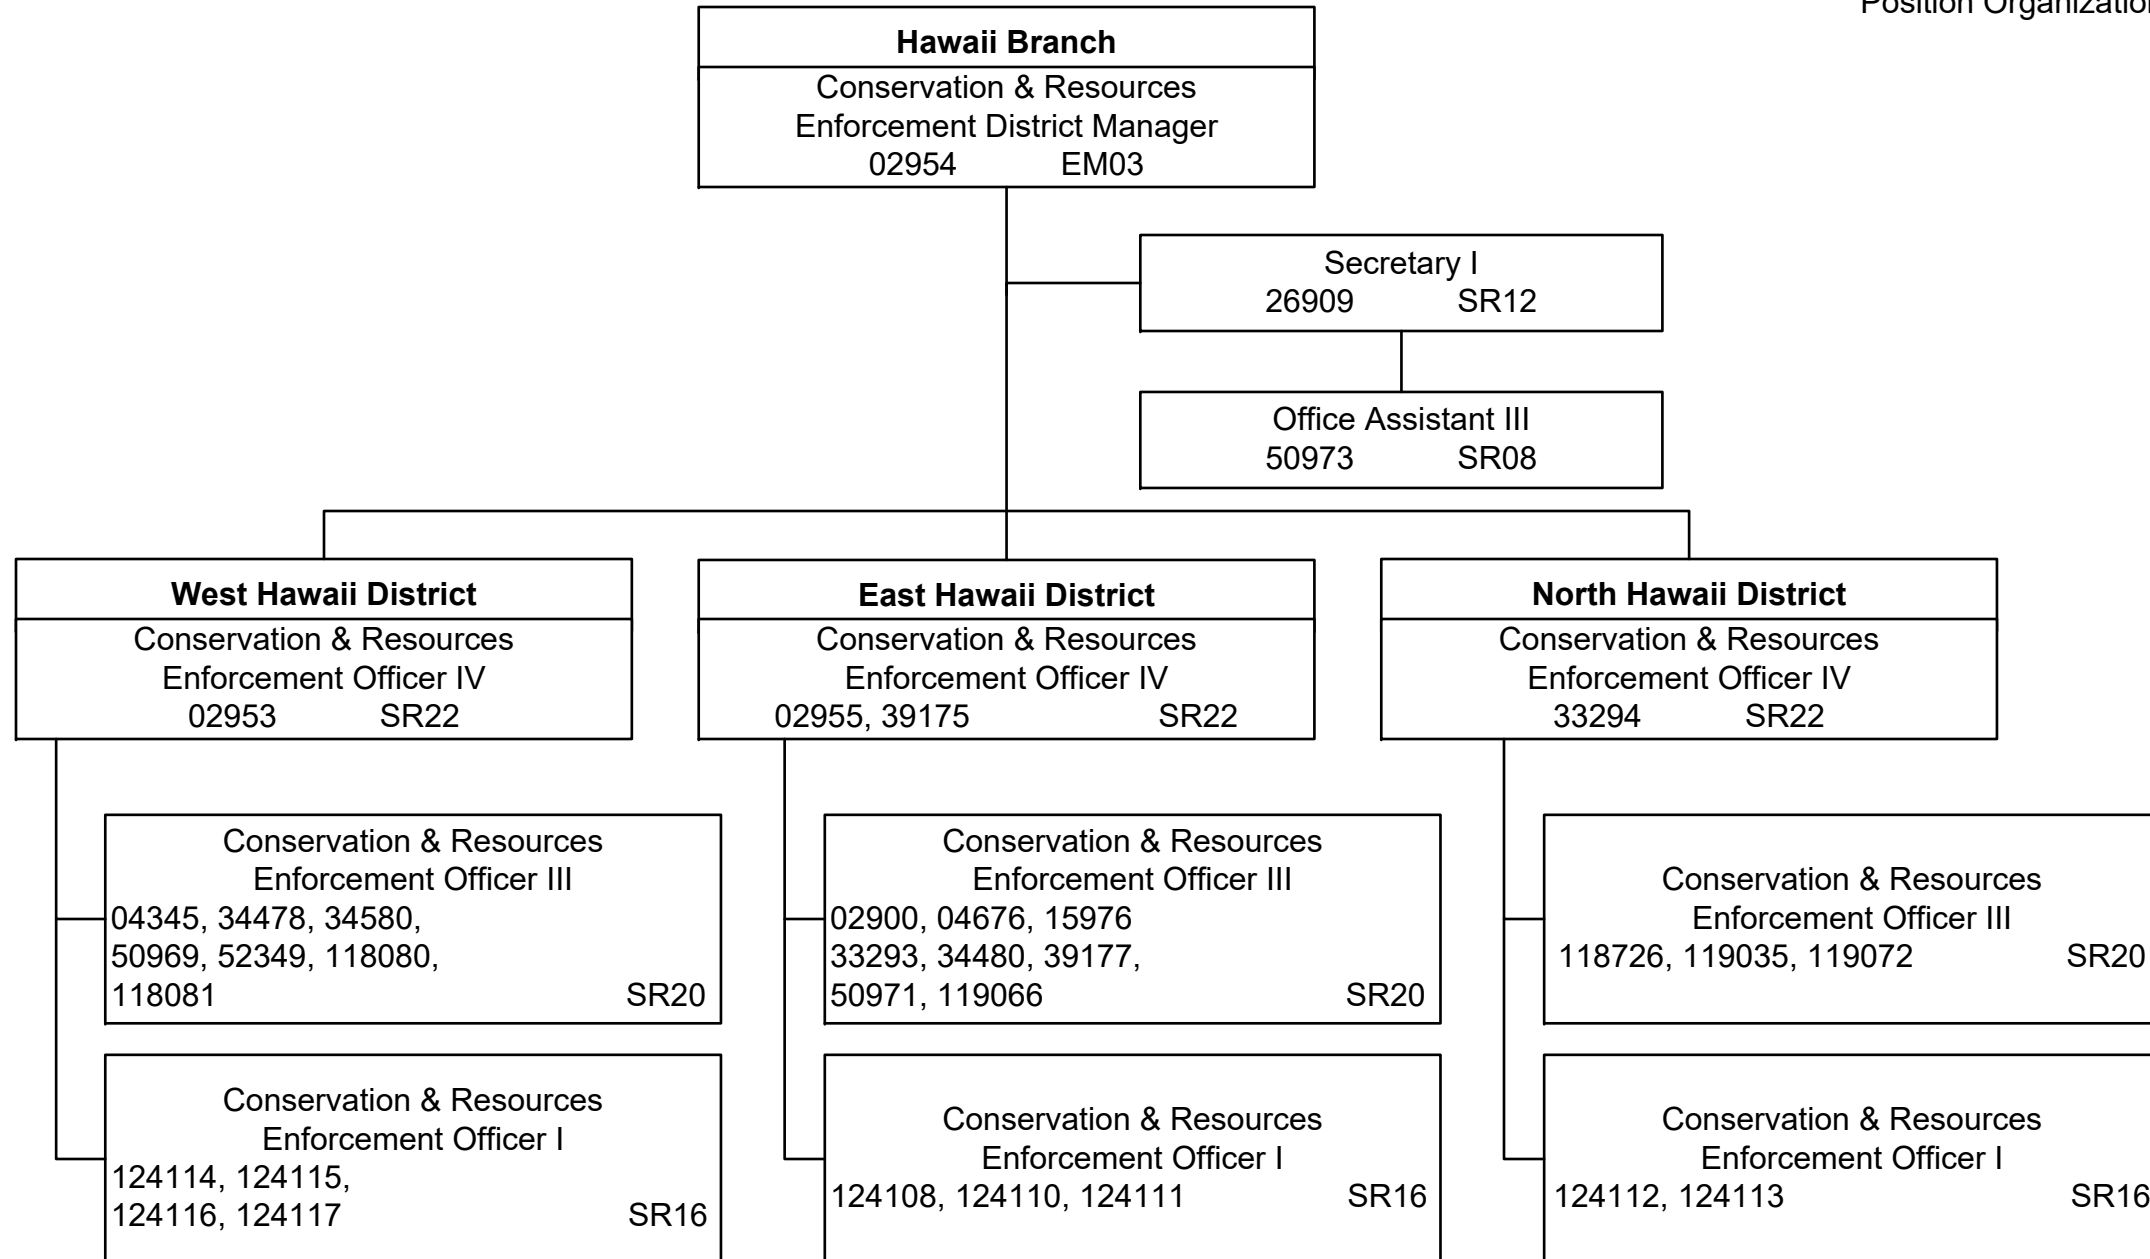 Position Organization
Hawaii Branch
Conservation & Resources
Enforcement District Manager
02954 EM03
Secretary I
26909 SR12
Office Assistant III
50973 SR08
West Hawaii District
Conservation & Resources
Enforcement Officer IV
02953 SR22
East Hawaii District
Conservation & Resources
Enforcement Officer IV
02955, 39175 SR22
North Hawaii District
Conservation & Resources
Enforcement Officer IV
33294 SR22
Conservation & Resources
Enforcement Officer III
04345, 34478, 34580,
50969, 52349, 118080,
118081 SR20
Conservation & Resources
Enforcement Officer III
02900, 04676, 15976
33293, 34480, 39177,
50971, 119066 SR20
Conservation & Resources
Enforcement Officer III
118726, 119035, 119072 SR20
Conservation & Resources
Enforcement Officer I
124114, 124115,
124116, 124117 SR16
Conservation & Resources
Enforcement Officer I
124108, 124110, 124111 SR16
Conservation & Resources
Enforcement Officer I
124112, 124113 SR16